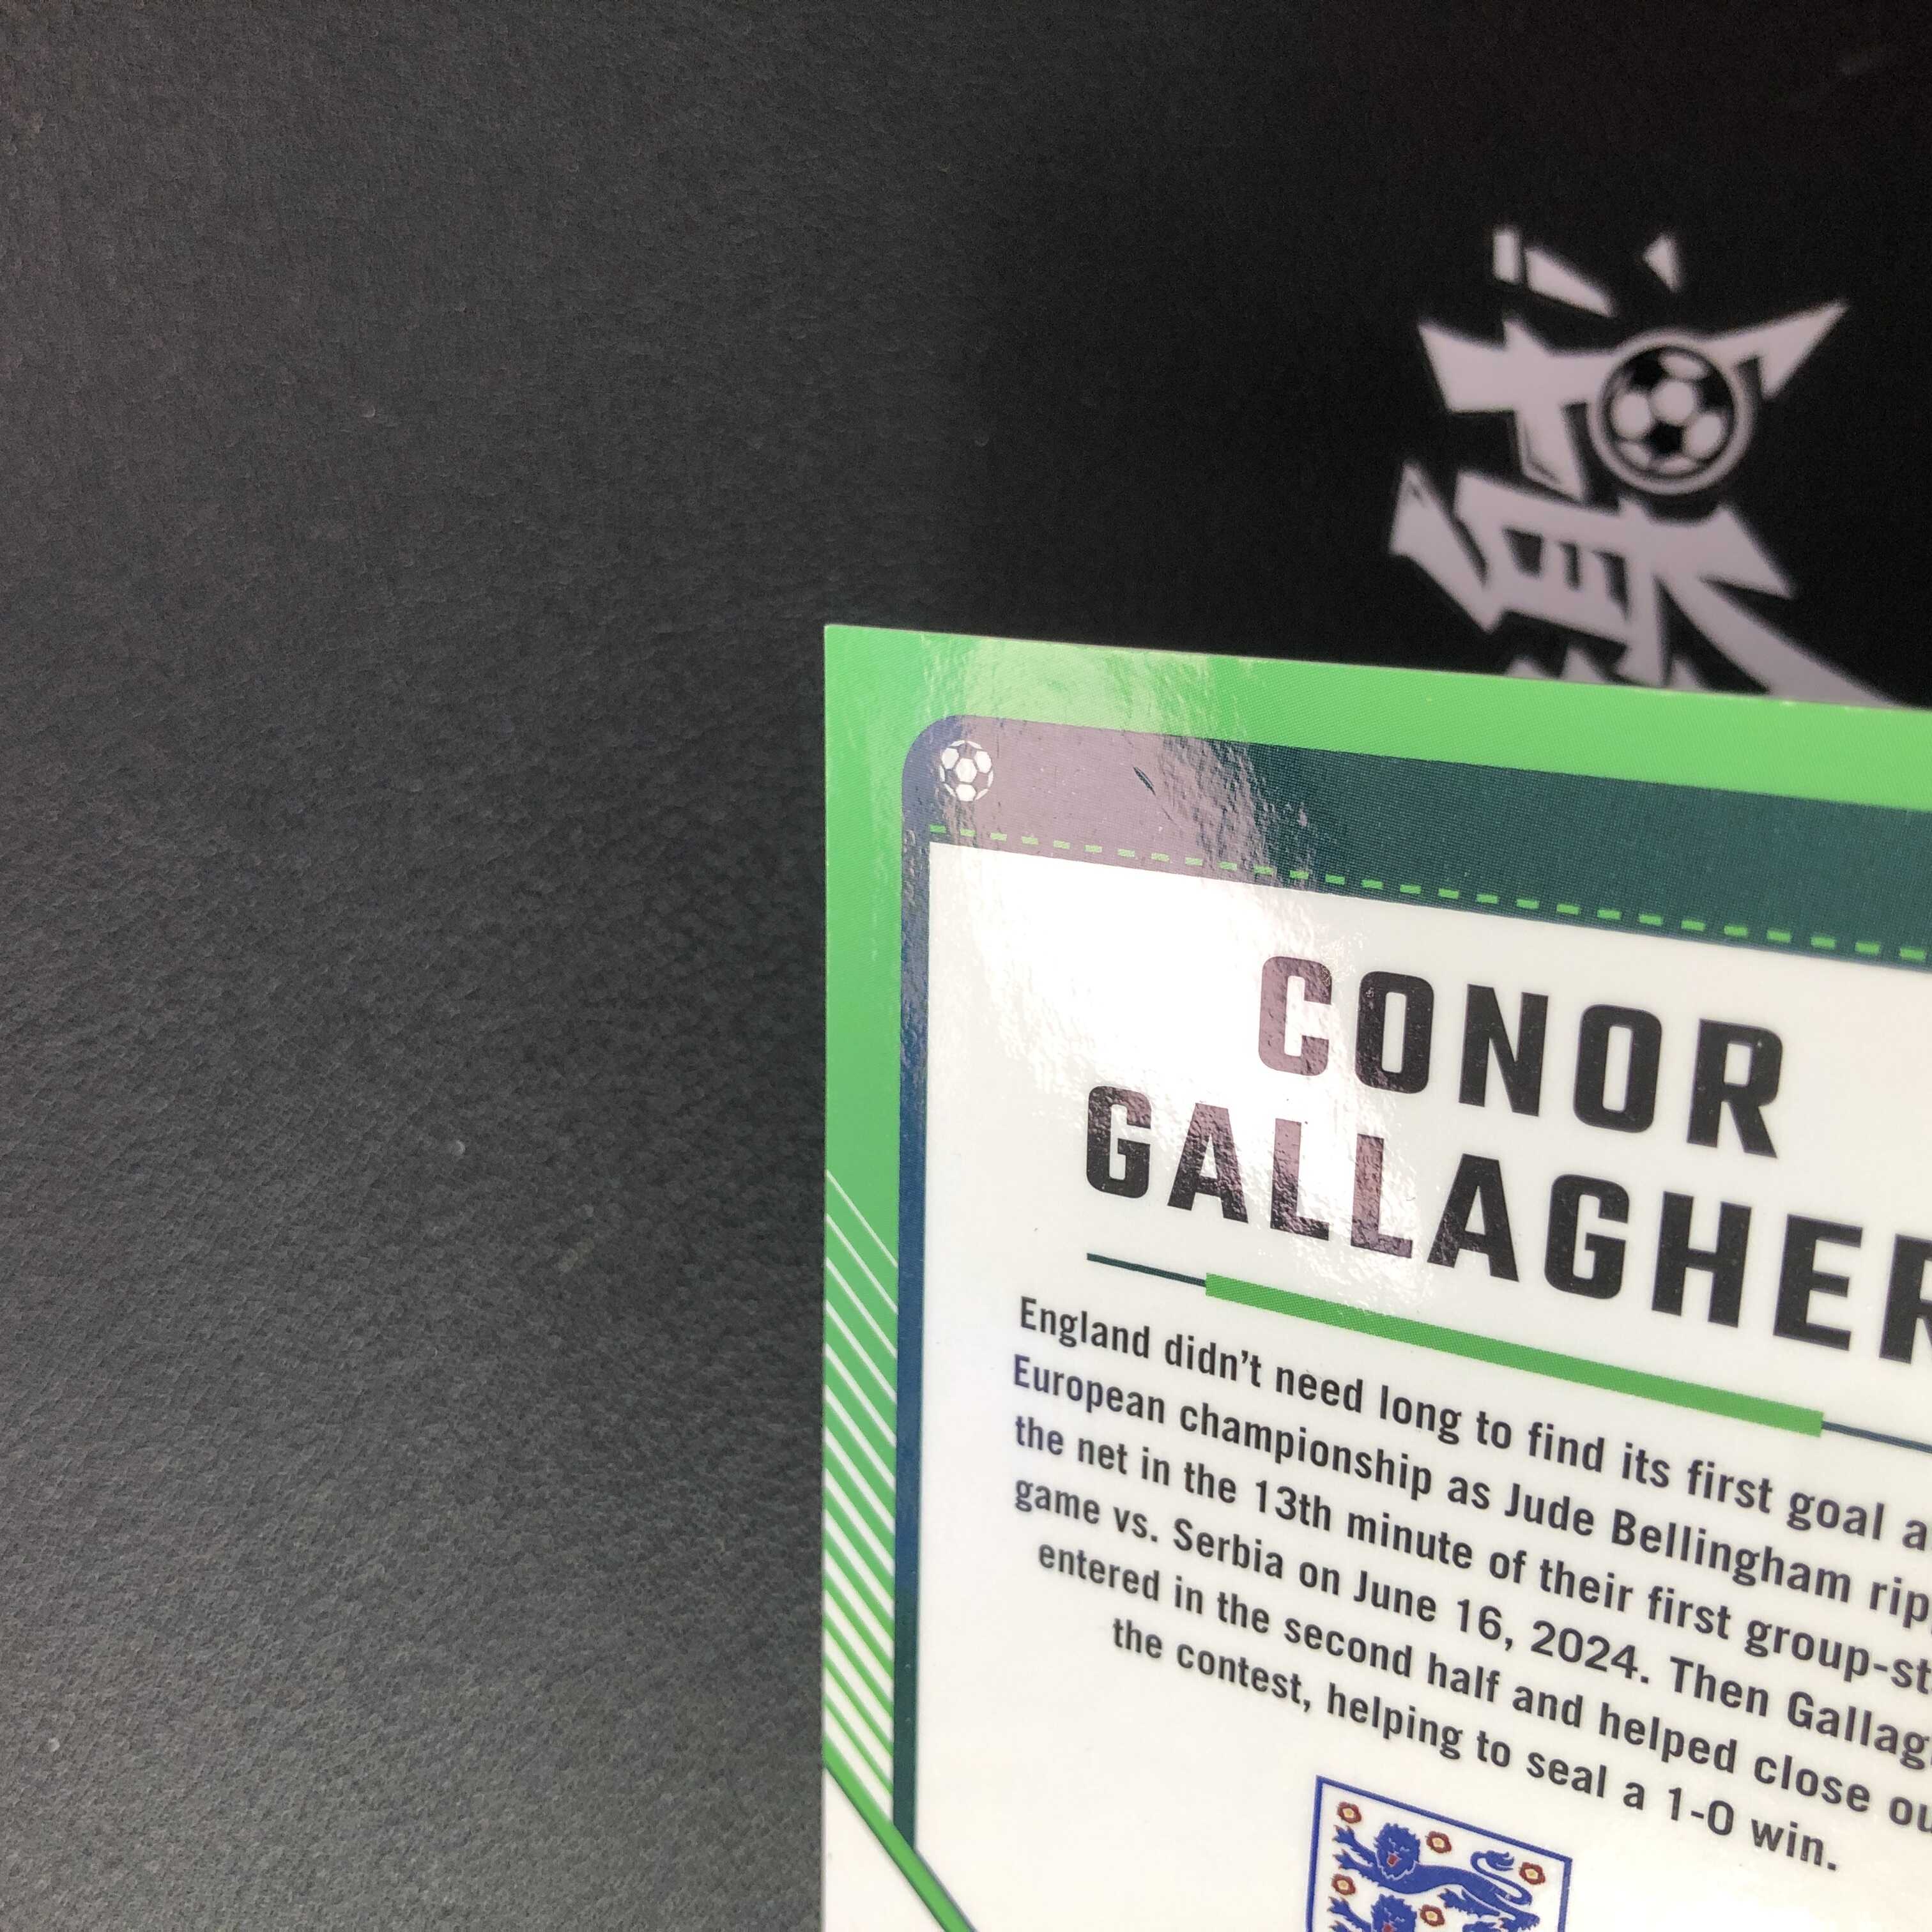 CONOR
GALLAGHER
England didn't need long to find its first goal a
European championship as Jude Bellingham rip
the net in the 13th minute of their first group-st
game vs. Serbia on June 16, 2024. Then Gallag
entered in the second half and helped close ou
the contest, helping to seal a 1-0 win.